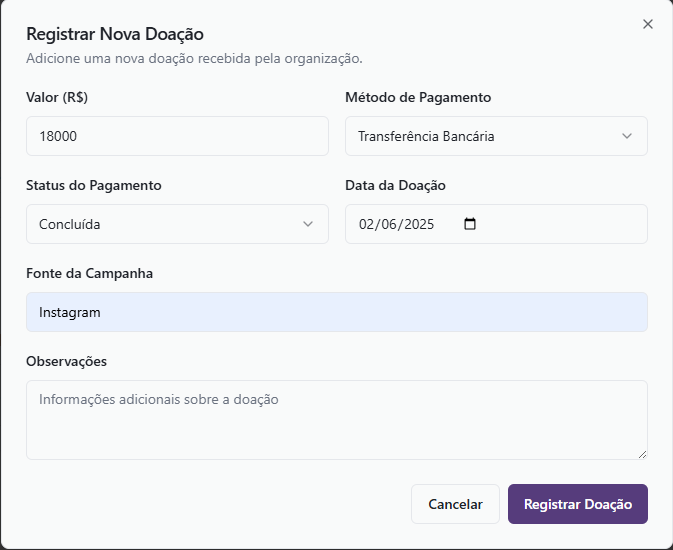 Registrar Nova Doação
Adicione uma nova doação recebida pela organização.
Valor (R$)
Método de Pagamento
18000
Transferência Bancária
Status do Pagamento
Data da Doação
Concluída
02/06/2025
Fonte da Campanha
Instagram
Observações
Informações adicionais sobre a doação
Cancelar
Registrar Doação